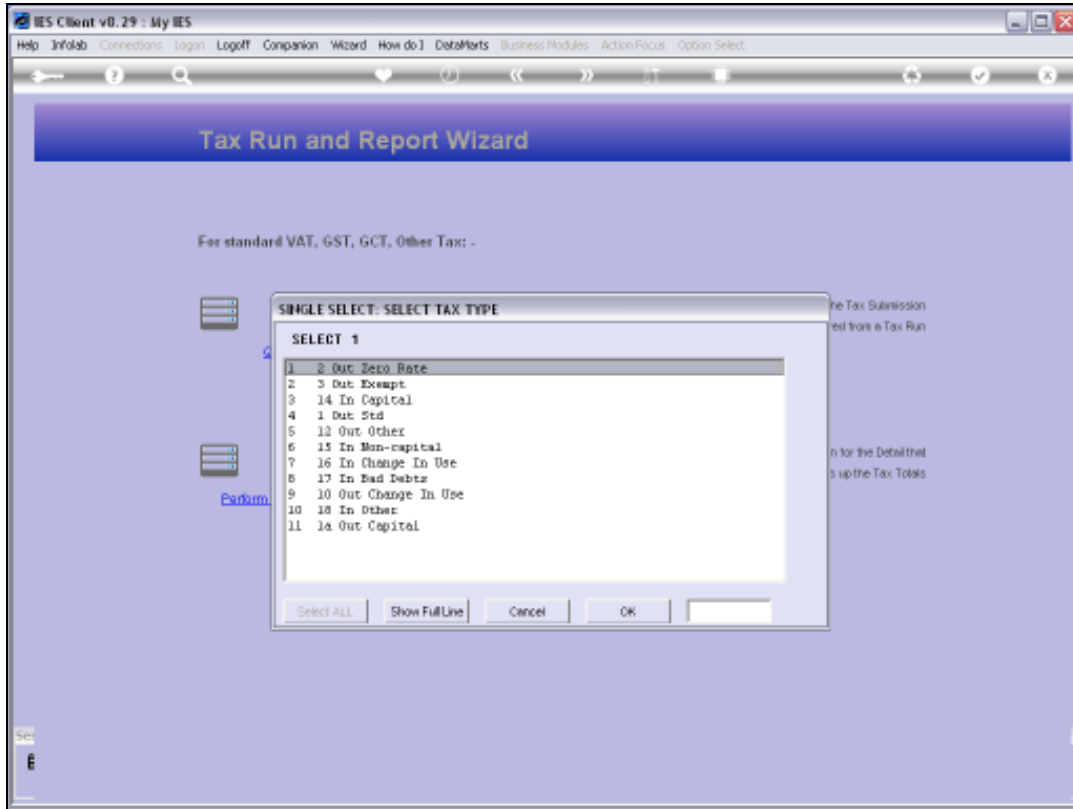 IES Client v8.29 : My IES
Help Infolab Connections Logon Logoff Companion Wizard How do I DataMarts Business Modules Action Focus Option Select
Tax Run and Report Wizard
For standard VAT, GST, GCT, Other Tax: -
SINGLE SELECT: SELECT TAX TYPE
he Tax Submission
SELECT 1
red from a Tax Run
1 2 Out Zero Rate
2 3 Out Exempt
3 14 In Capital
4 1 Out Std
5 12 Out Other
6 15 In Non-capital
n for the Detail that
7 16 In Change In Use
8 17 In Bad Debts
s up the Tax Totals
9 10 Out Change In Use
Perform
10 18 In Other
11 1a Out Capital
Select ALL Show Full Line Cancel OK
Ser